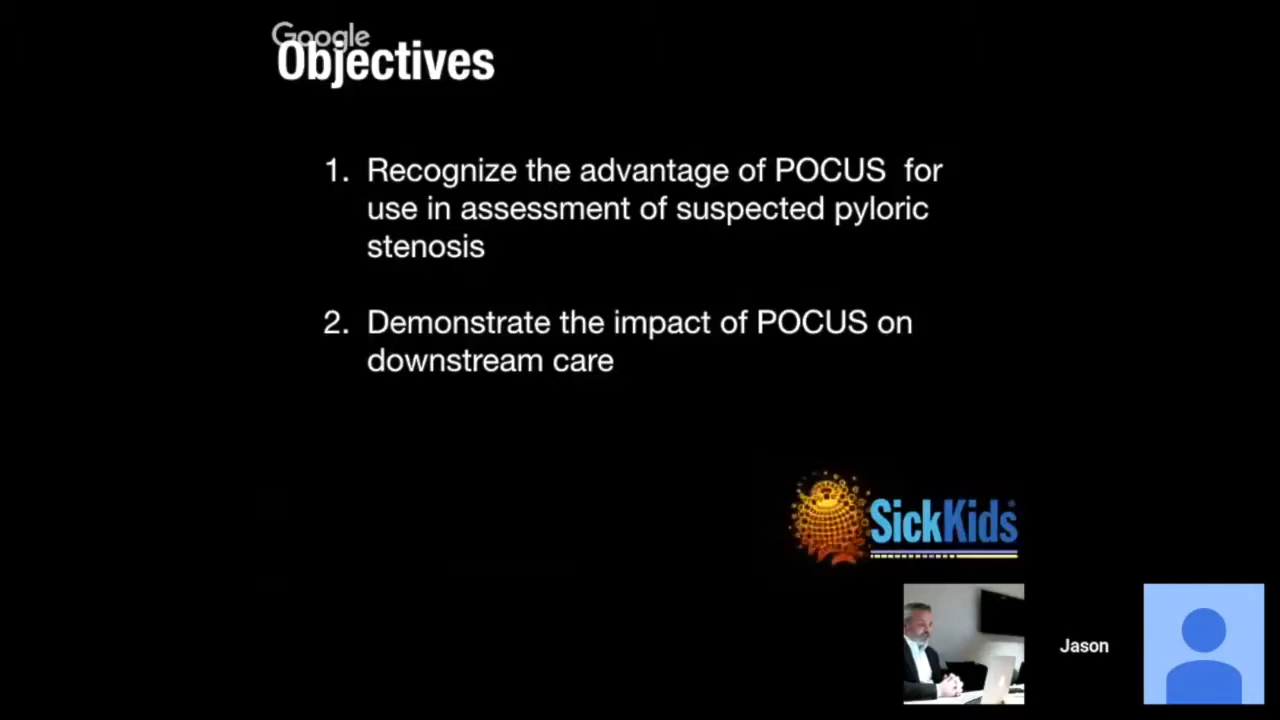 Google
Objectives
1. Recognize the advantage of POCUS for
use in assessment of suspected pyloric
stenosis
2. Demonstrate the impact of POCUS on
downstream care
SickKids
Jason